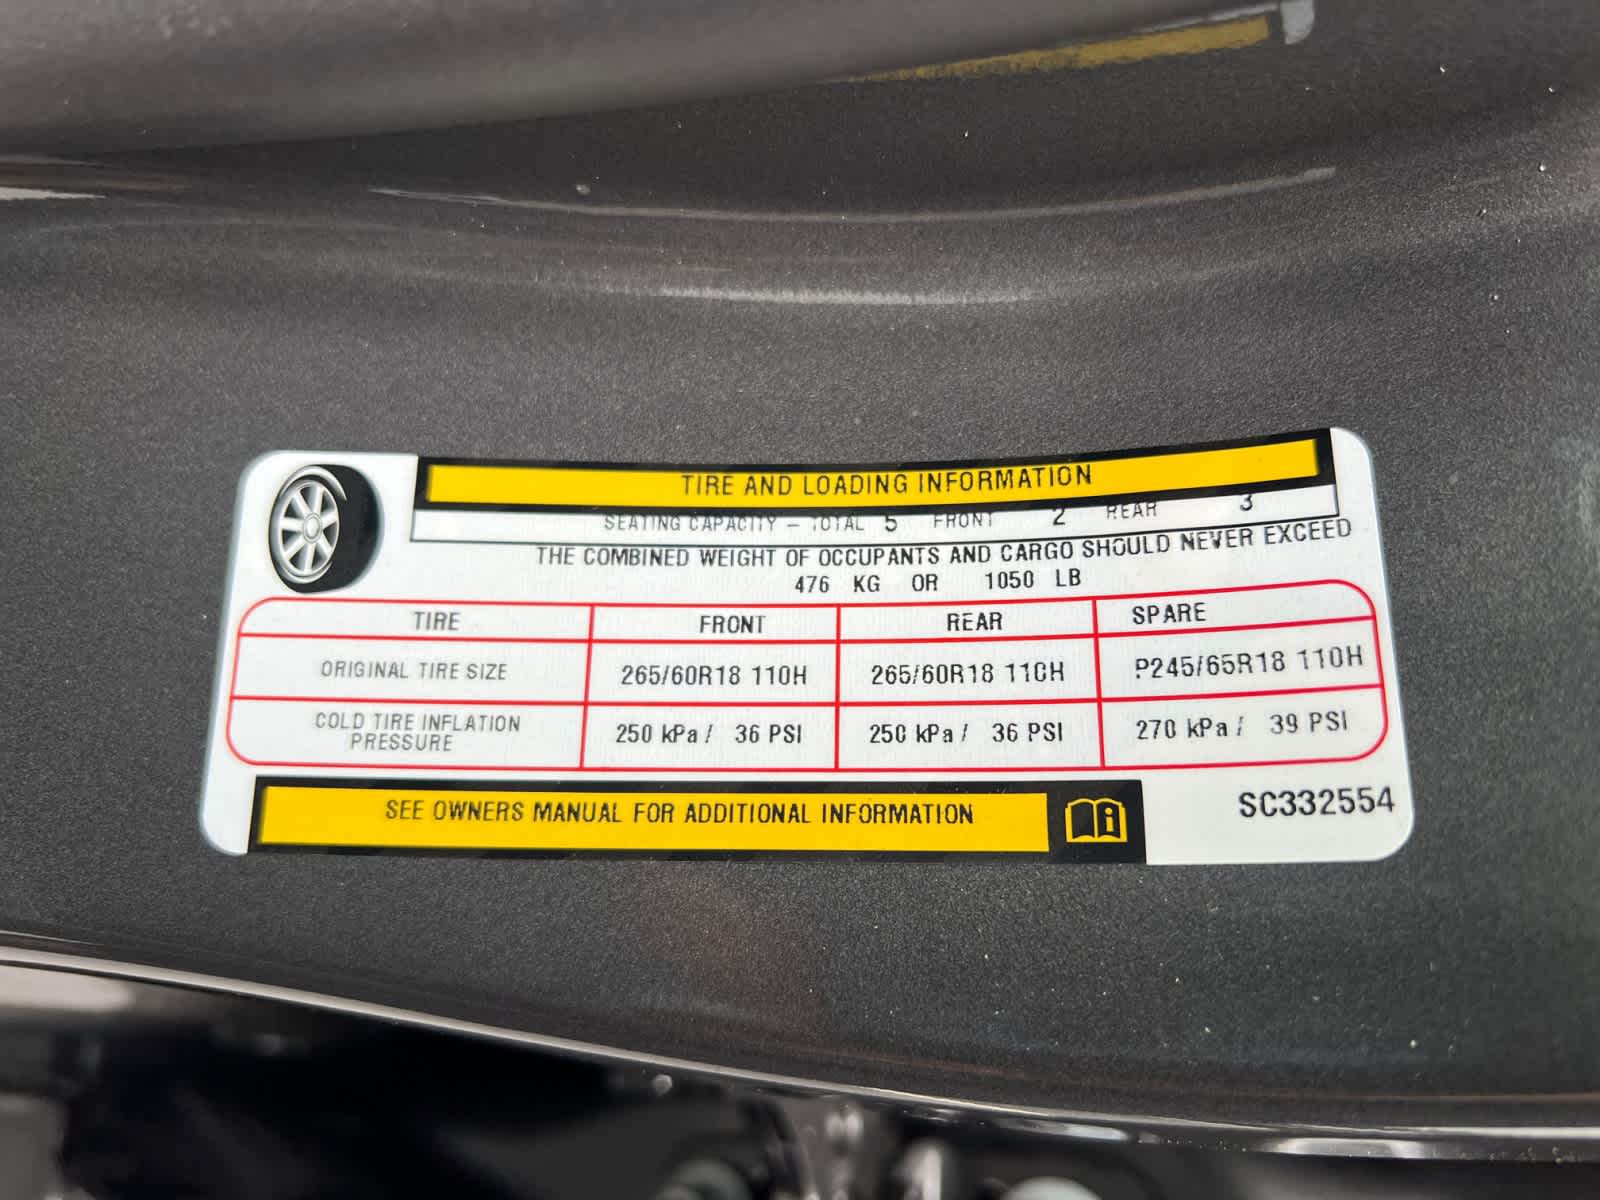 TIRE AND LOADING INFORMATION
SEATING CAPACITY – TOTAL 5 FRONT 2 REAR 3
THE COMBINED WEIGHT OF OCCUPANTS AND CARGO SHOULD NEVER EXCEED
476 KG OR 1050 LB
TIRE FRONT REAR SPARE
ORIGINAL TIRE SIZE 265/60R18 110H 265/60R18 110H P245/65R18 110H
COLD TIRE INFLATION
PRESSURE 250 kPa / 36 PSI 250 kPa / 36 PSI 270 kPa / 39 PSI
SEE OWNERS MANUAL FOR ADDITIONAL INFORMATION
SC332554